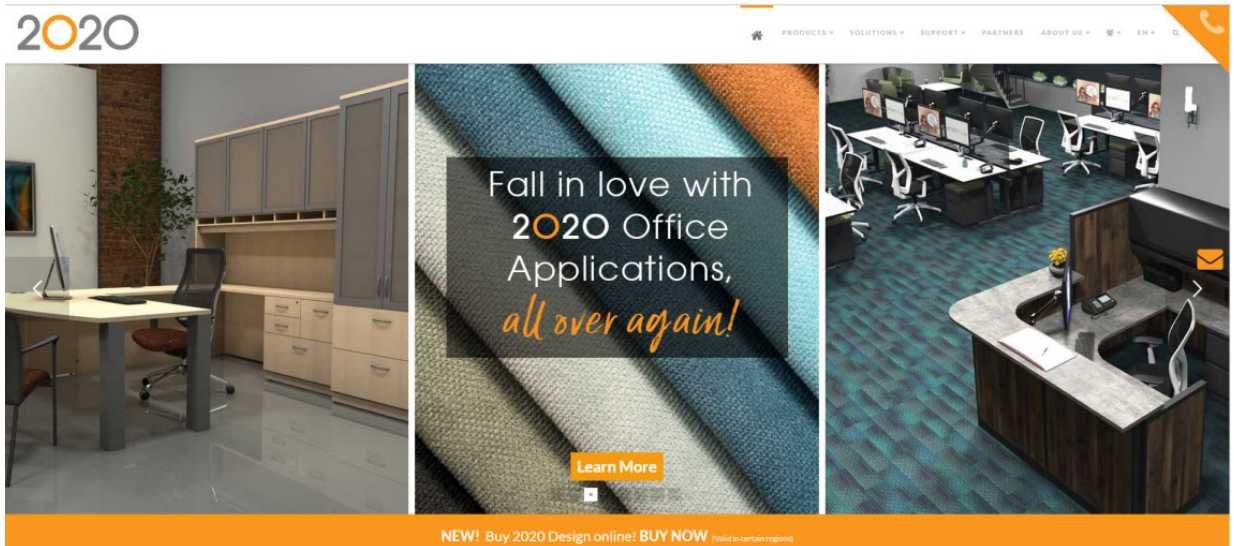 2020
PRODUCTS SOLUTIONS SUPPORT PARTNERS ABOUT US EN
Fall in love with
2020 Office
Applications,
all over again!
Learn More
NEW! Buy 2020 Design online! BUY NOW (Valid in certain regions)